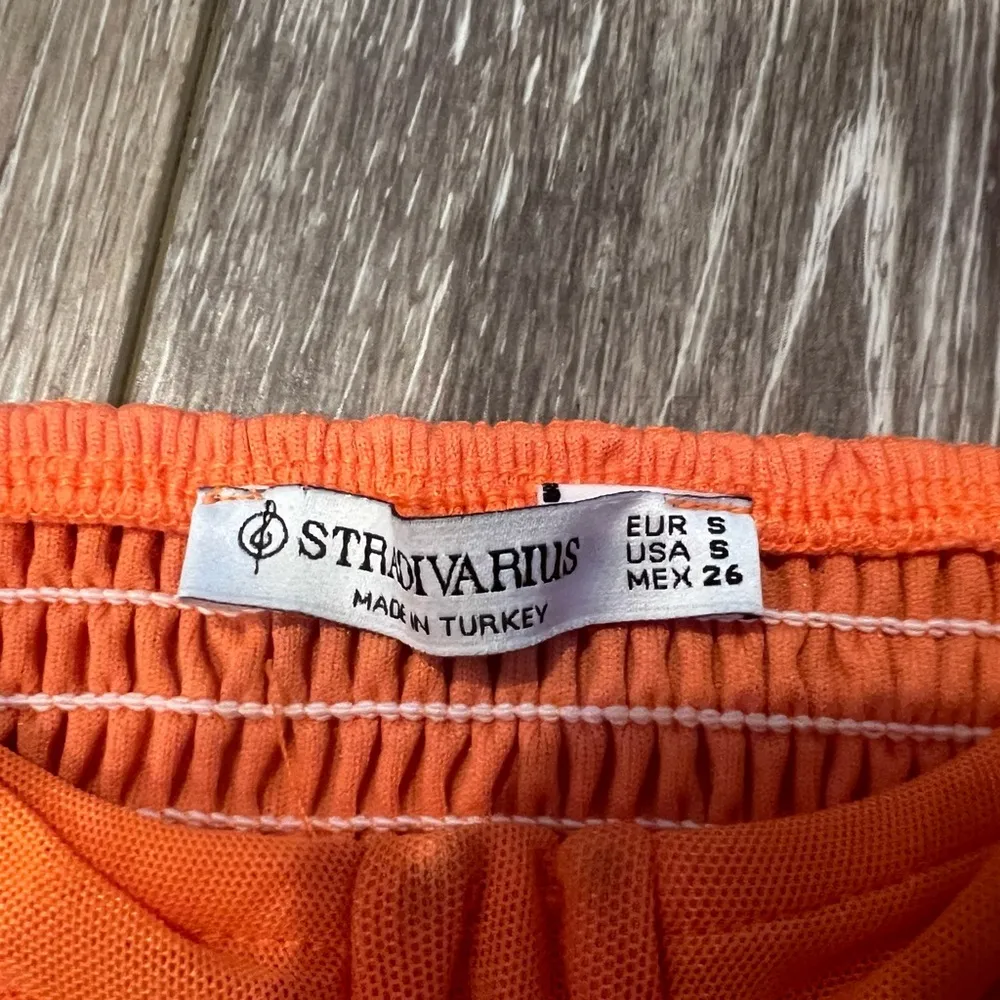 STRADIVARIUS
MADE IN TURKEY
EUR S
USA S
MEX 26